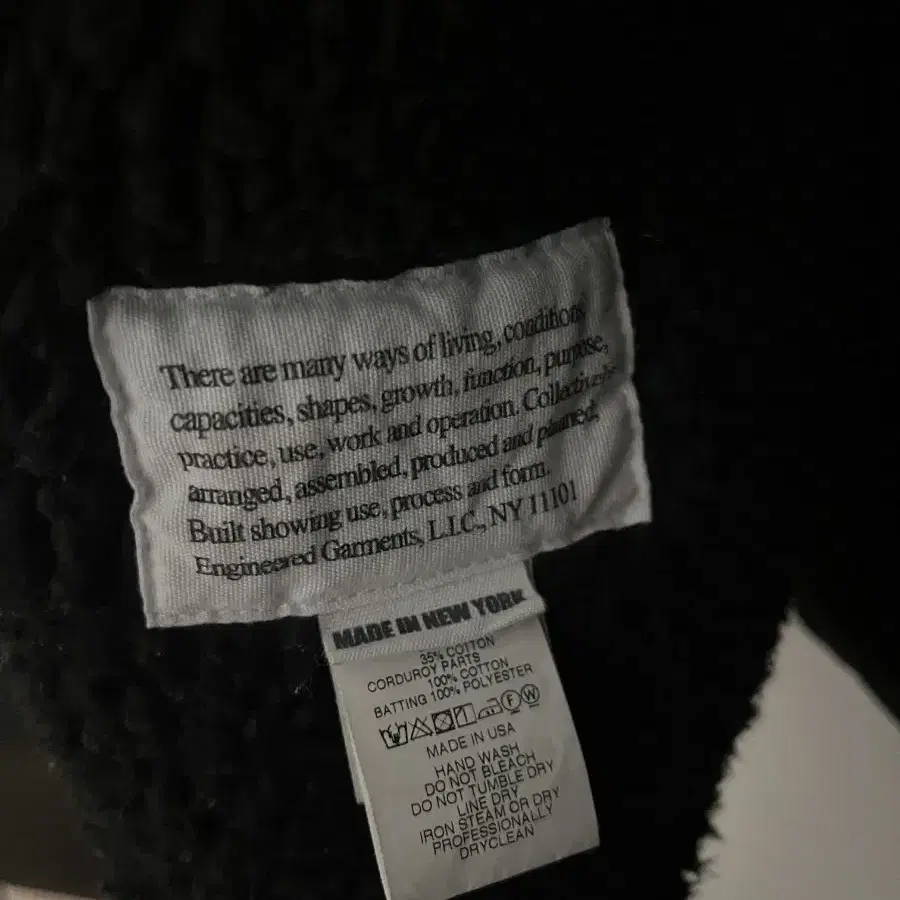 There are many ways of living, conditions,
capacities, shapes, growth, function, purpose,
practice, use, work and operation. Collectively
arranged, assembled, produced and planned;
Built showing use, process and form.
Engineered Garments, L.I.C., NY 11101
MADE IN NEW YORK
35% COTTON
CORDUROY PARTS
100% COTTON
BATTING 100% POLYESTER
F W
MADE IN USA
HAND WASH
DO NOT BLEACH
DO NOT TUMBLE DRY
LINE DRY
IRON STEAM OR DRY
PROFESSIONALLY
DRYCLEAN